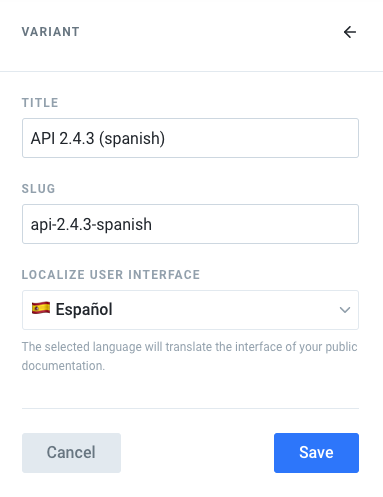 VARIANT
TITLE
API 2.4.3 (spanish)
SLUG
api-2.4.3-spanish
LOCALIZE USER INTERFACE
Español
The selected language will translate the interface of your public
documentation.
Cancel
Save